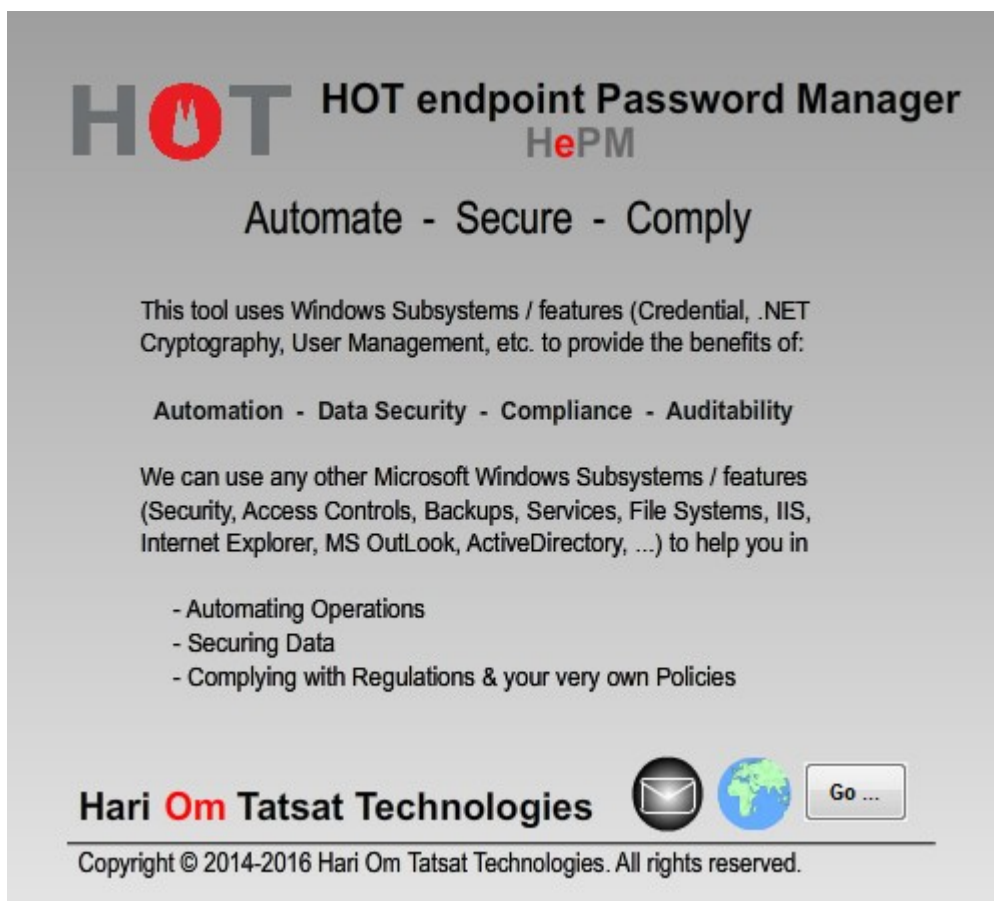 HOT HOT endpoint Password Manager
HePM
Automate - Secure - Comply
This tool uses Windows Subsystems / features (Credential, .NET
Cryptography, User Management, etc. to provide the benefits of:
Automation - Data Security - Compliance - Auditability
We can use any other Microsoft Windows Subsystems / features
(Security, Access Controls, Backups, Services, File Systems, IIS,
Internet Explorer, MS OutLook, ActiveDirectory, ...) to help you in
- Automating Operations
- Securing Data
- Complying with Regulations & your very own Policies
Hari Om Tatsat Technologies
Go ...
Copyright © 2014-2016 Hari Om Tatsat Technologies. All rights reserved.